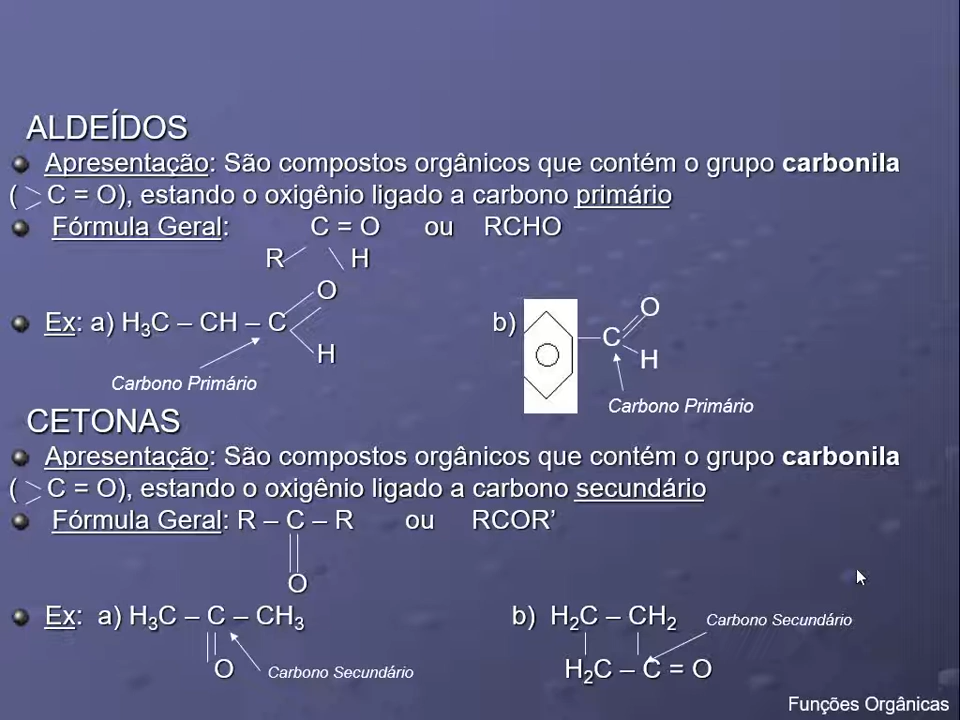 ALDEÍDOS
Apresentação: São compostos orgânicos que contém o grupo carbonila
( > C = O), estando o oxigênio ligado a carbono primário
Fórmula Geral: C = O ou RCHO
R H
O
Ex: a) H3C – CH – C
H
Carbono Primário
b)
O
C
H
Carbono Primário
CETONAS
Apresentação: São compostos orgânicos que contém o grupo carbonila
( > C = O), estando o oxigênio ligado a carbono secundário
Fórmula Geral: R – C – R ou RCOR’
O
Ex: a) H3C – C – CH3
O
Carbono Secundário
b) H2C – CH2
Carbono Secundário
H2C – C = O
Funções Orgânicas